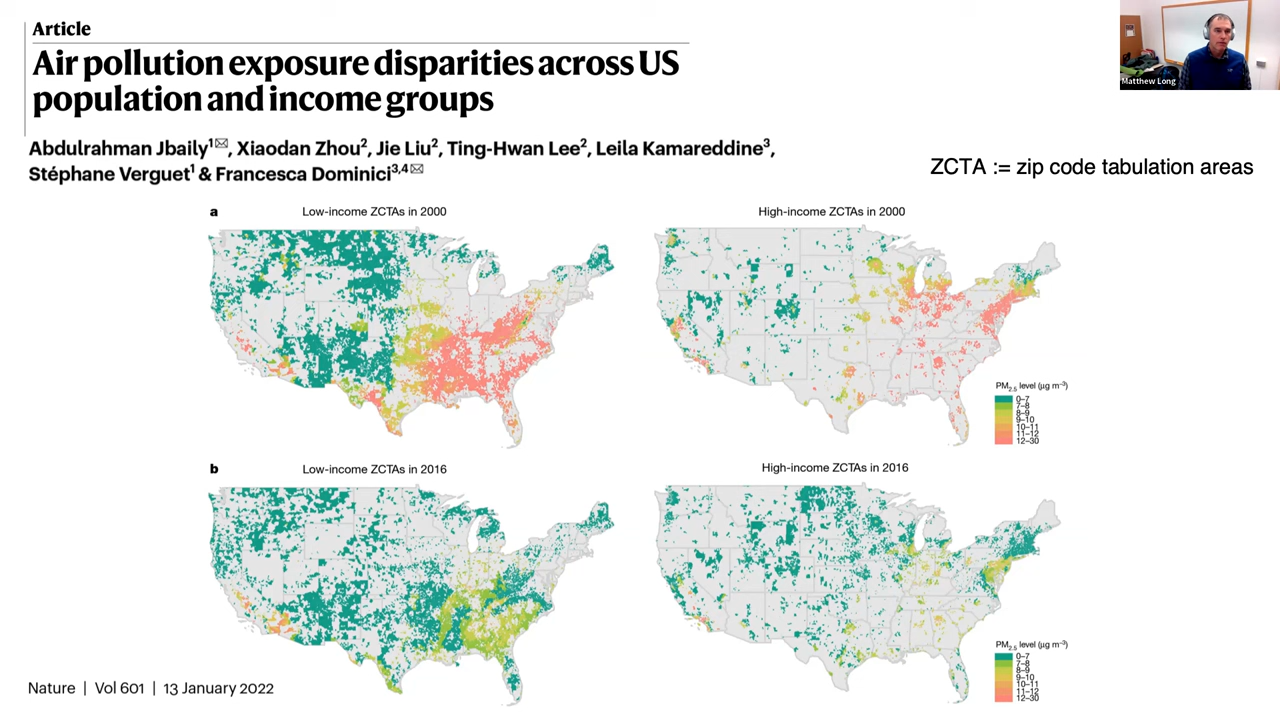 Article
Air pollution exposure disparities across US
population and income groups
Abdulrahman Jbaily¹✉, Xiaodan Zhou², Jie Liu², Ting-Hwan Lee², Leila Kamareddine³,
Stéphane Verguet¹ & Francesca Dominici³,⁴✉
Matthew Long
ZCTA := zip code tabulation areas
a
Low-income ZCTAs in 2000
High-income ZCTAs in 2000
PM₂.₅ level (μg m⁻³)
0–7
7–8
8–9
9–10
10–11
11–12
12–30
b
Low-income ZCTAs in 2016
High-income ZCTAs in 2016
PM₂.₅ level (μg m⁻³)
0–7
7–8
8–9
9–10
10–11
11–12
12–30
Nature | Vol 601 | 13 January 2022